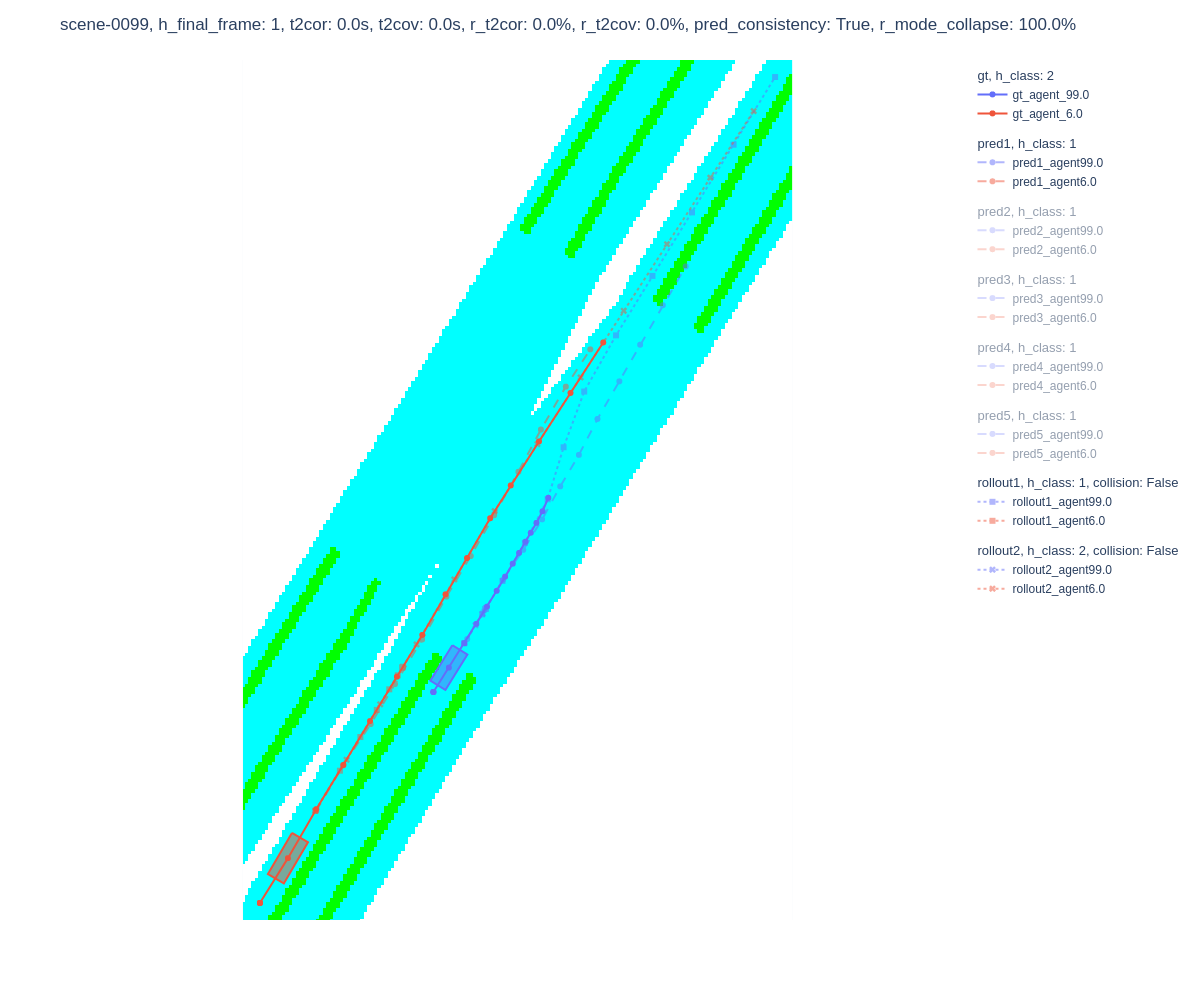 scene-0099, h_final_frame: 1, t2cor: 0.0s, t2cov: 0.0s, r_t2cor: 0.0%, r_t2cov: 0.0%, pred_consistency: True, r_mode_collapse: 100.0%
gt, h_class: 2
gt_agent_99.0
gt_agent_6.0
pred1, h_class: 1
pred1_agent99.0
pred1_agent6.0
pred2, h_class: 1
pred2_agent99.0
pred2_agent6.0
pred3, h_class: 1
pred3_agent99.0
pred3_agent6.0
pred4, h_class: 1
pred4_agent99.0
pred4_agent6.0
pred5, h_class: 1
pred5_agent99.0
pred5_agent6.0
rollout1, h_class: 1, collision: False
rollout1_agent99.0
rollout1_agent6.0
rollout2, h_class: 2, collision: False
rollout2_agent99.0
rollout2_agent6.0